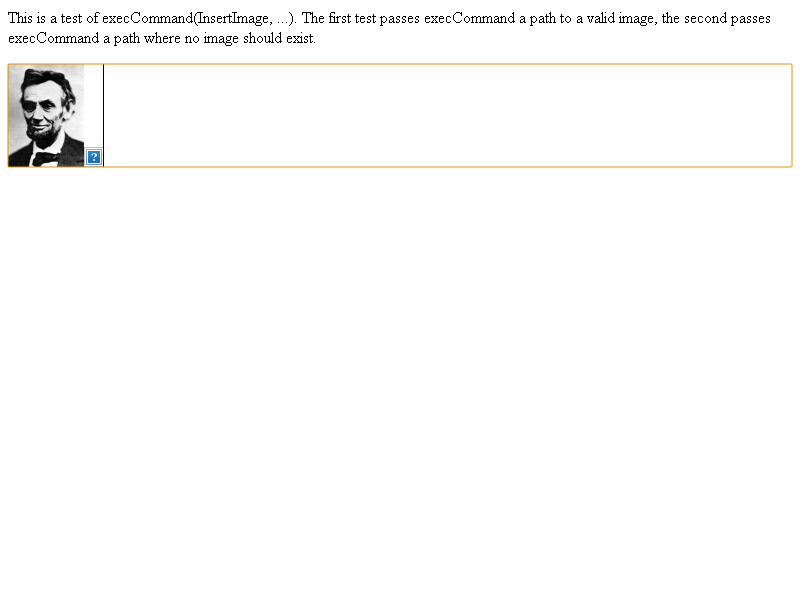 This is a test of execCommand(InsertImage, ...). The first test passes execCommand a path to a valid image, the second passes
execCommand a path where no image should exist.
?